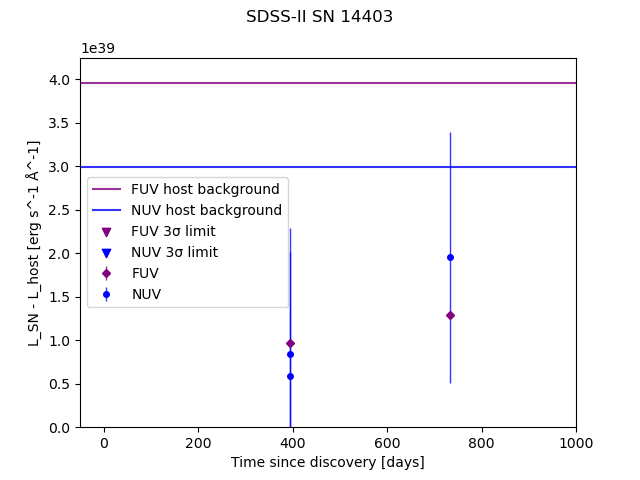 SDSS-II SN 14403
1e39
L_SN - L_host [erg s^-1 Å^-1]
4.0
3.5
3.0
2.5
2.0
1.5
1.0
0.5
0.0
FUV host background
NUV host background
FUV 3σ limit
NUV 3σ limit
FUV
NUV
0 200 400 600 800 1000
Time since discovery [days]